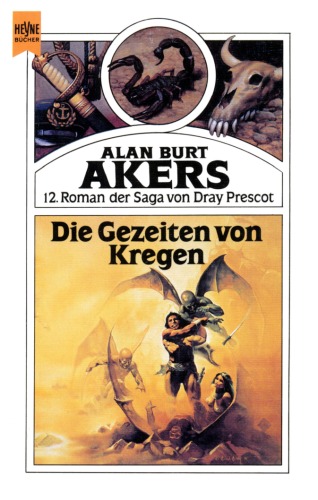 HEYNE
BÜCHER
ALAN BURT
AKERS
12. Roman der Saga von Dray Prescot
Die Gezeiten von
Kregen